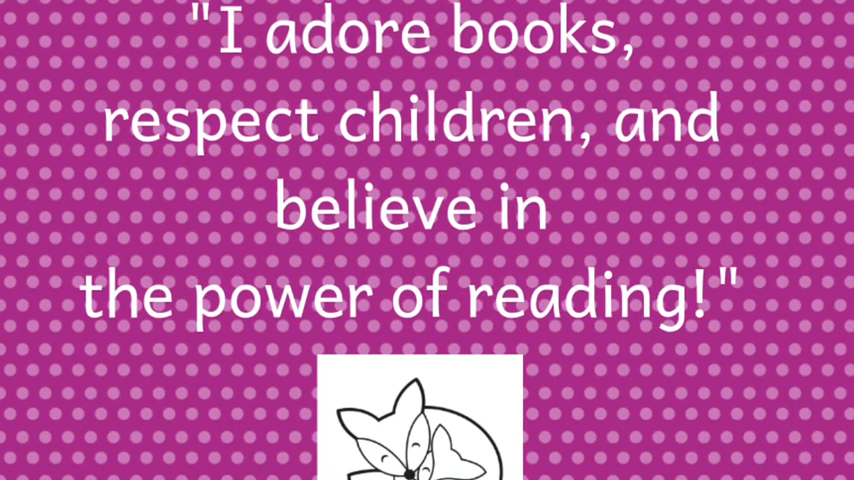 "I adore books,
respect children, and
believe in
the power of reading!"